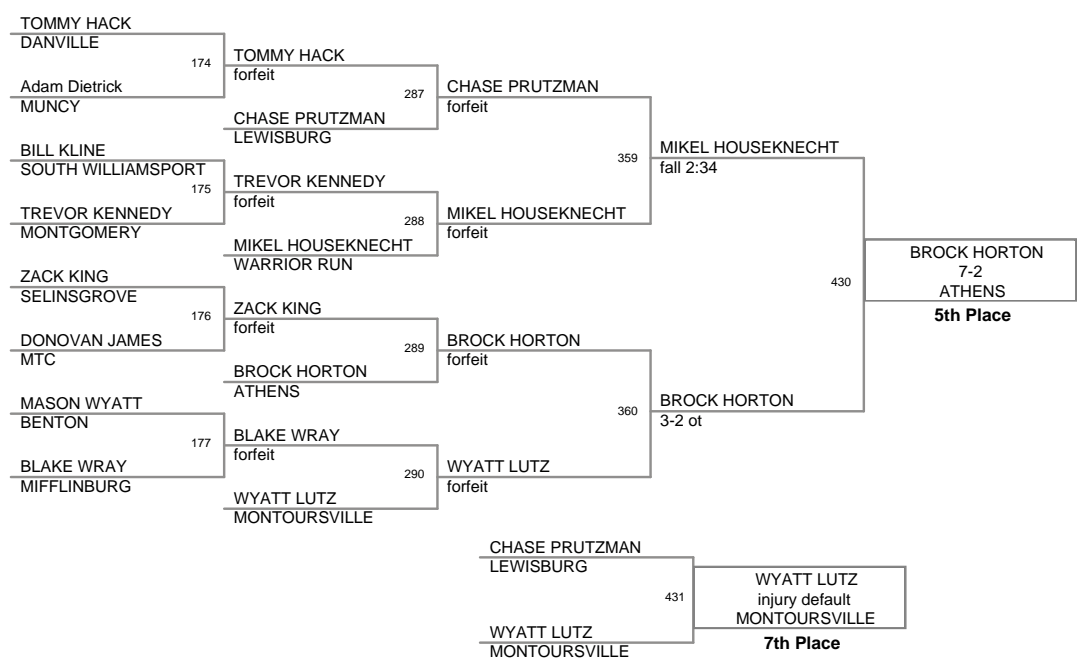 TOMMY HACK
DANVILLE
174
Adam Dietrick
MUNCY
BILL KLINE
SOUTH WILLIAMSPORT
175
TREVOR KENNEDY
MONTGOMERY
ZACK KING
SELINSGROVE
176
DONOVAN JAMES
MTC
MASON WYATT
BENTON
177
BLAKE WRAY
MIFFLINBURG
TOMMY HACK
forfeit
287
CHASE PRUTZMAN
LEWISBURG
TREVOR KENNEDY
forfeit
288
MIKEL HOUSEKNECHT
WARRIOR RUN
ZACK KING
forfeit
289
BROCK HORTON
ATHENS
BLAKE WRAY
forfeit
290
WYATT LUTZ
MONTOURSVILLE
CHASE PRUTZMAN
forfeit
359
MIKEL HOUSEKNECHT
forfeit
BROCK HORTON
forfeit
360
WYATT LUTZ
forfeit
MIKEL HOUSEKNECHT
fall 2:34
430
BROCK HORTON
3-2 ot
BROCK HORTON
7-2
ATHENS
5th Place
CHASE PRUTZMAN
LEWISBURG
431
WYATT LUTZ
MONTOURSVILLE
WYATT LUTZ
injury default
MONTOURSVILLE
7th Place